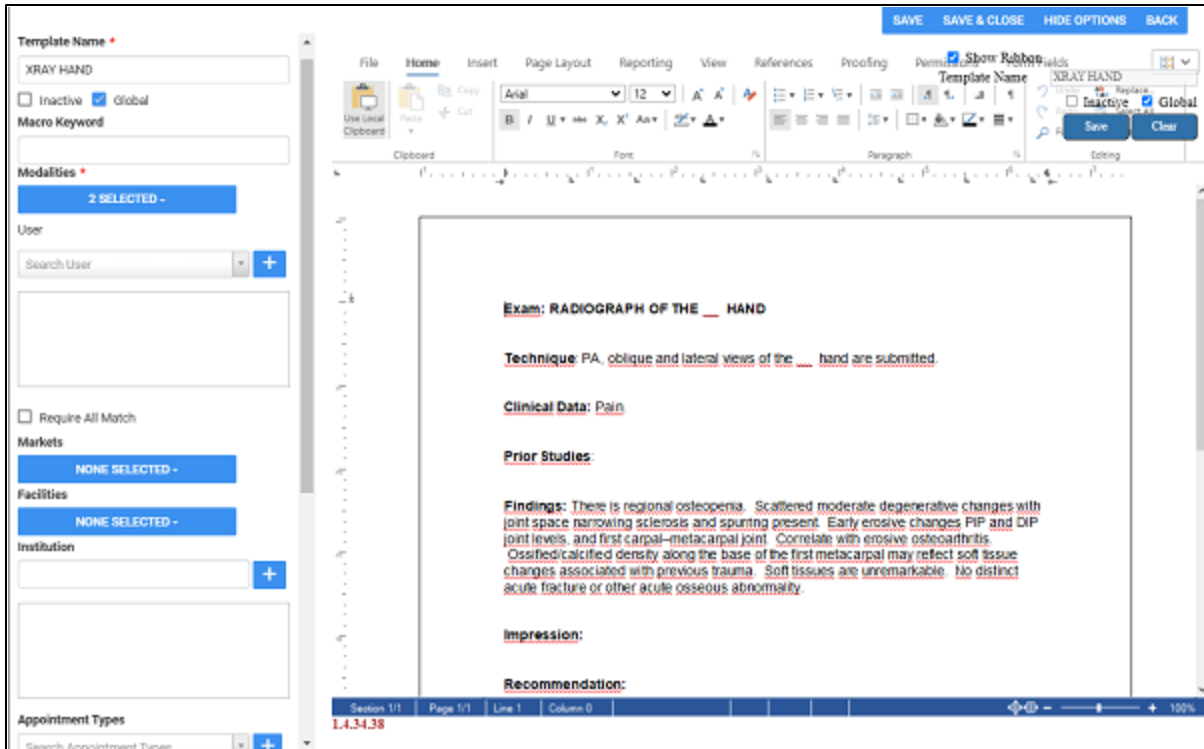 SAVE SAVE & CLOSE HIDE OPTIONS BACK
Template Name *
XRAY HAND
Inactive Global
Macro Keyword
Modalities *
2 SELECTED -
User
Search User
Require All Match
Markets
NONE SELECTED -
Facilities
NONE SELECTED -
Institution
Appointment Types
Search Appointment Types
File Home Insert Page Layout Reporting View References Proofing
Show Ribbon
Template Name XRAY HAND
Inactive Global
Save Clear
Use Local Clipboard
Paste
Copy
Cut
Arial 12
Replace...
Clipboard Font Paragraph Editing
Exam: RADIOGRAPH OF THE __ HAND
Technique: PA, oblique and lateral views of the __ hand are submitted.
Clinical Data: Pain.
Prior Studies:
Findings: There is regional osteopenia. Scattered moderate degenerative changes with
joint space narrowing sclerosis and spurring present. Early erosive changes PIP and DIP
joint levels, and first carpal–metacarpal joint. Correlate with erosive osteoarthritis.
Ossified/calcified density along the base of the first metacarpal may reflect soft tissue
changes associated with previous trauma. Soft tissues are unremarkable. No distinct
acute fracture or other acute osseous abnormality.
Impression:
Recommendation:
Section 1/1 Page 1/1 Line 1 Column 0 100%
1.4.34.38